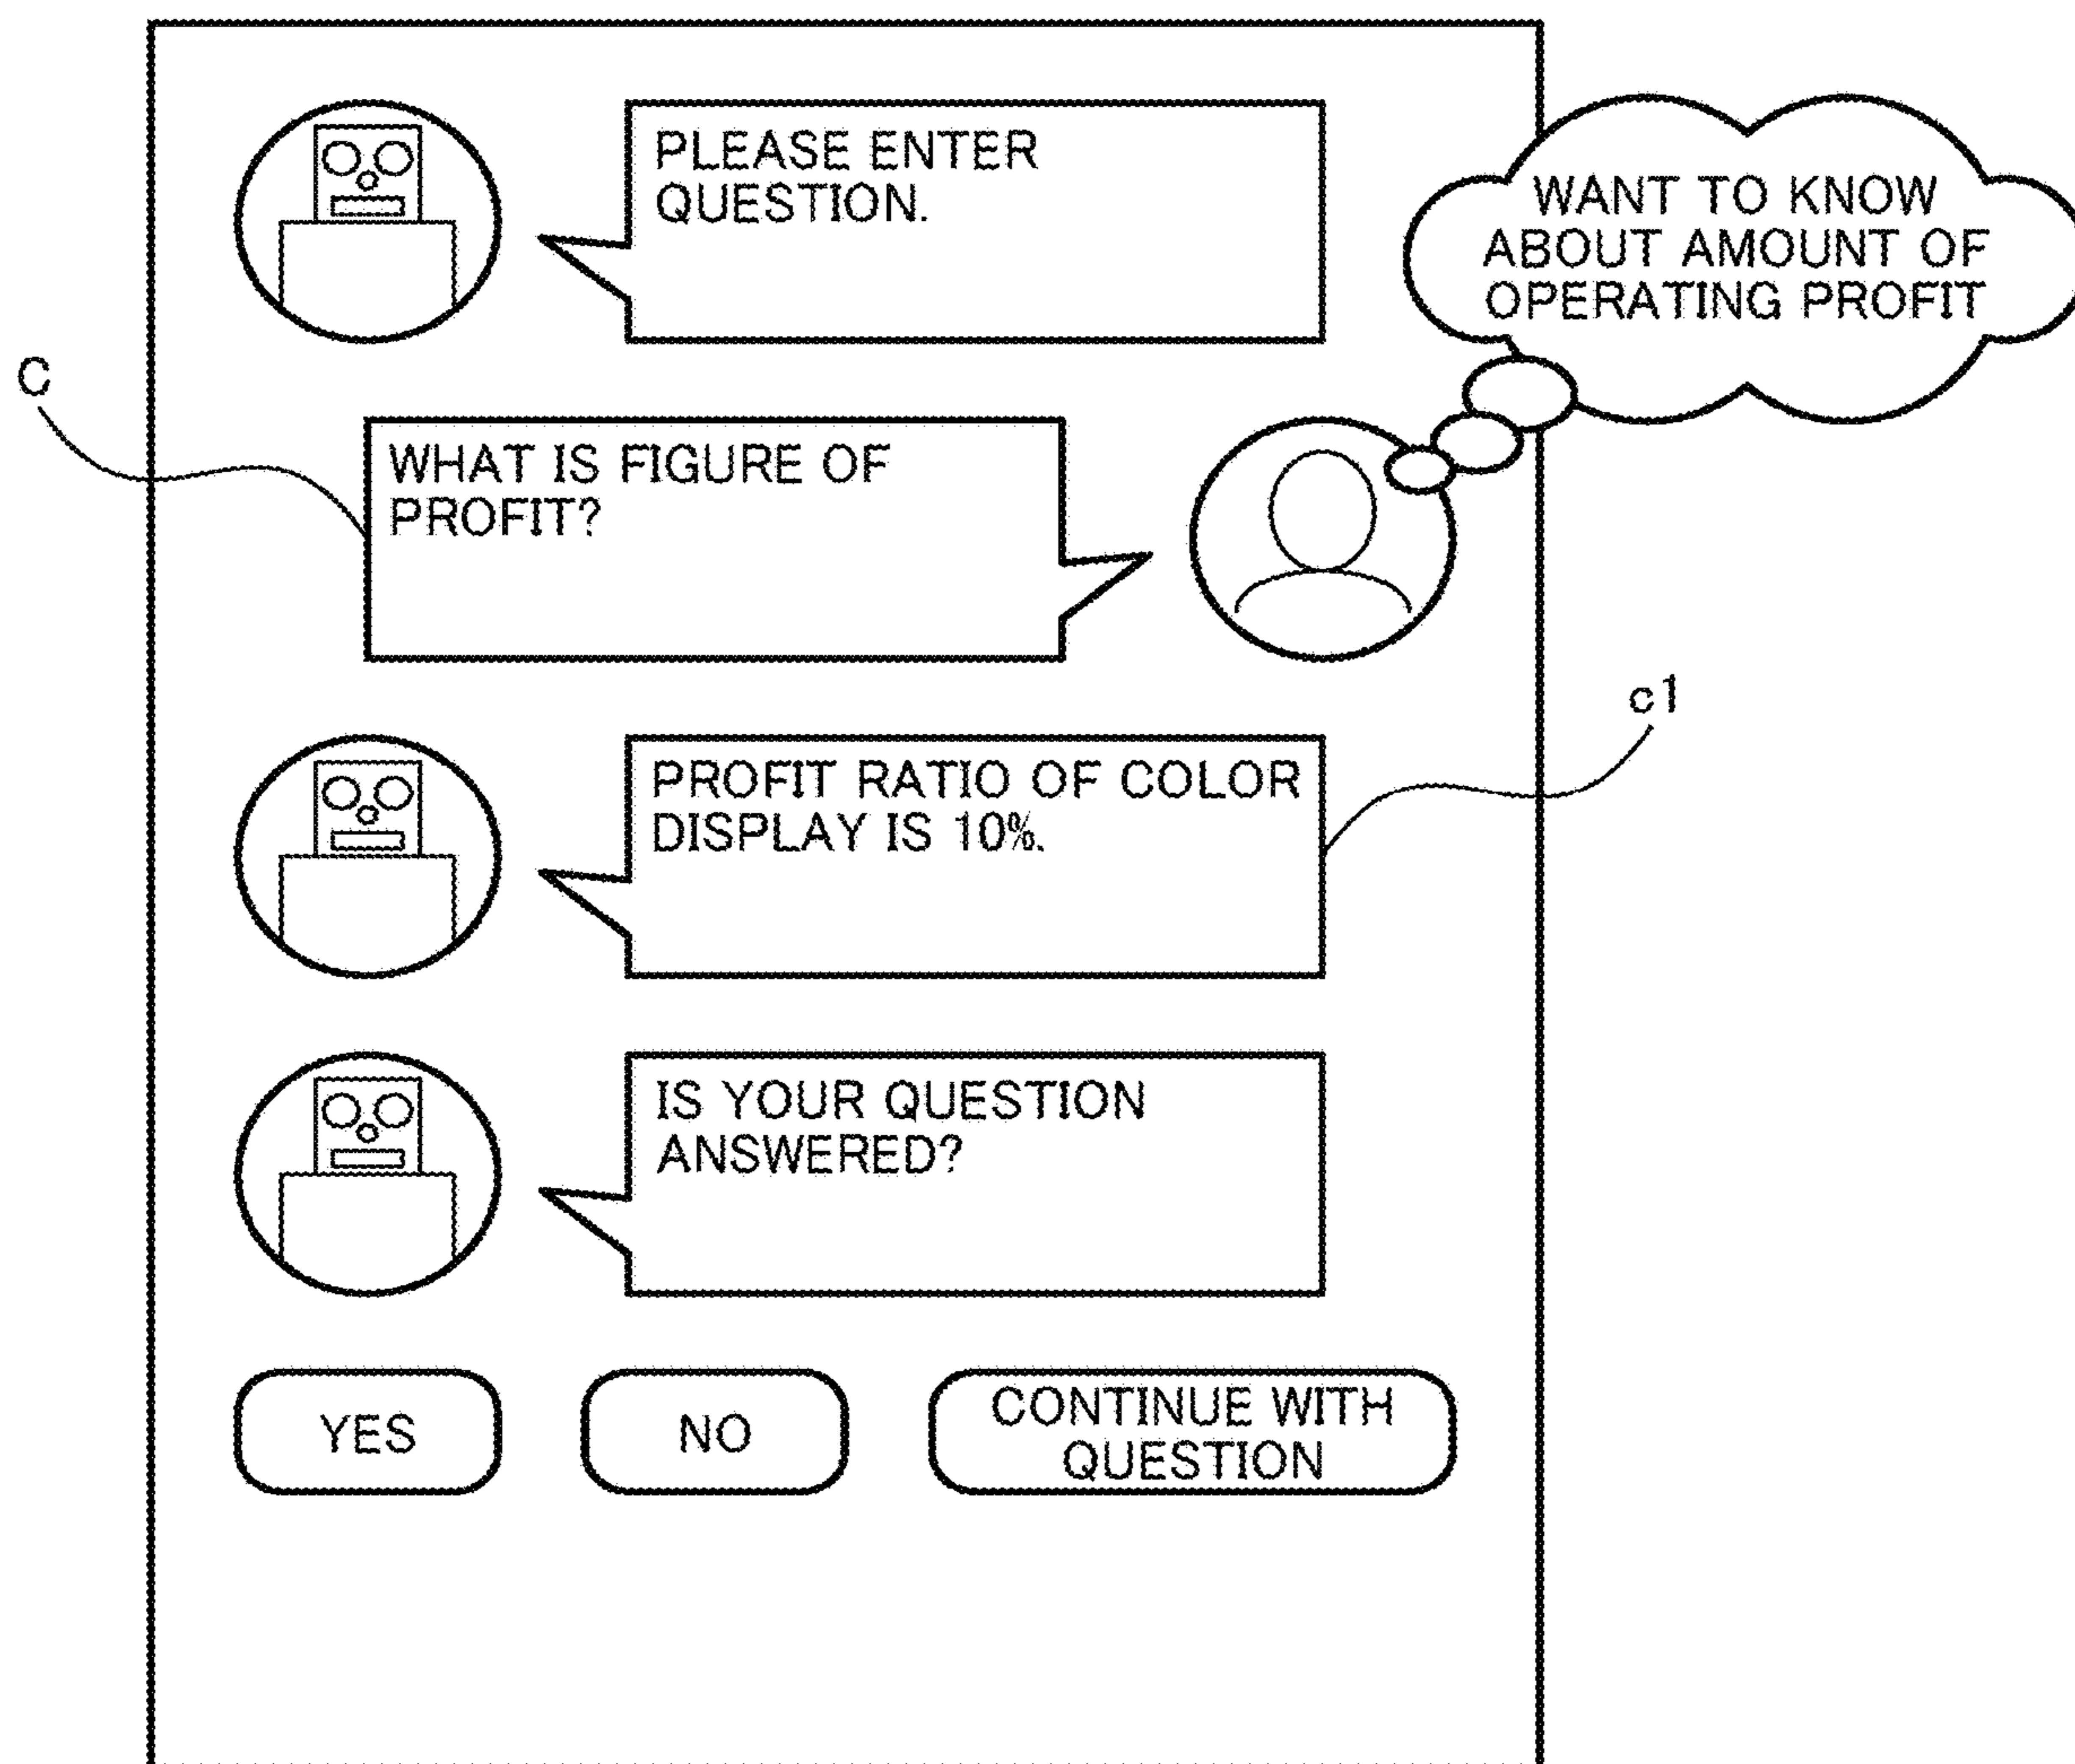 PLEASE ENTER
QUESTION.
WANT TO KNOW
ABOUT AMOUNT OF
OPERATING PROFIT
C
WHAT IS FIGURE OF
PROFIT?
c1
PROFIT RATIO OF COLOR
DISPLAY IS 10%.
IS YOUR QUESTION
ANSWERED?
YES
NO
CONTINUE WITH
QUESTION